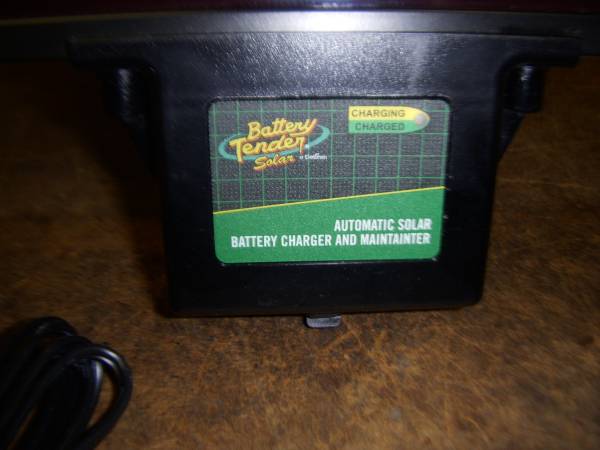 Battery
Tender
Solar
CHARGING
CHARGED
AUTOMATIC SOLAR
BATTERY CHARGER AND MAINTAINTER